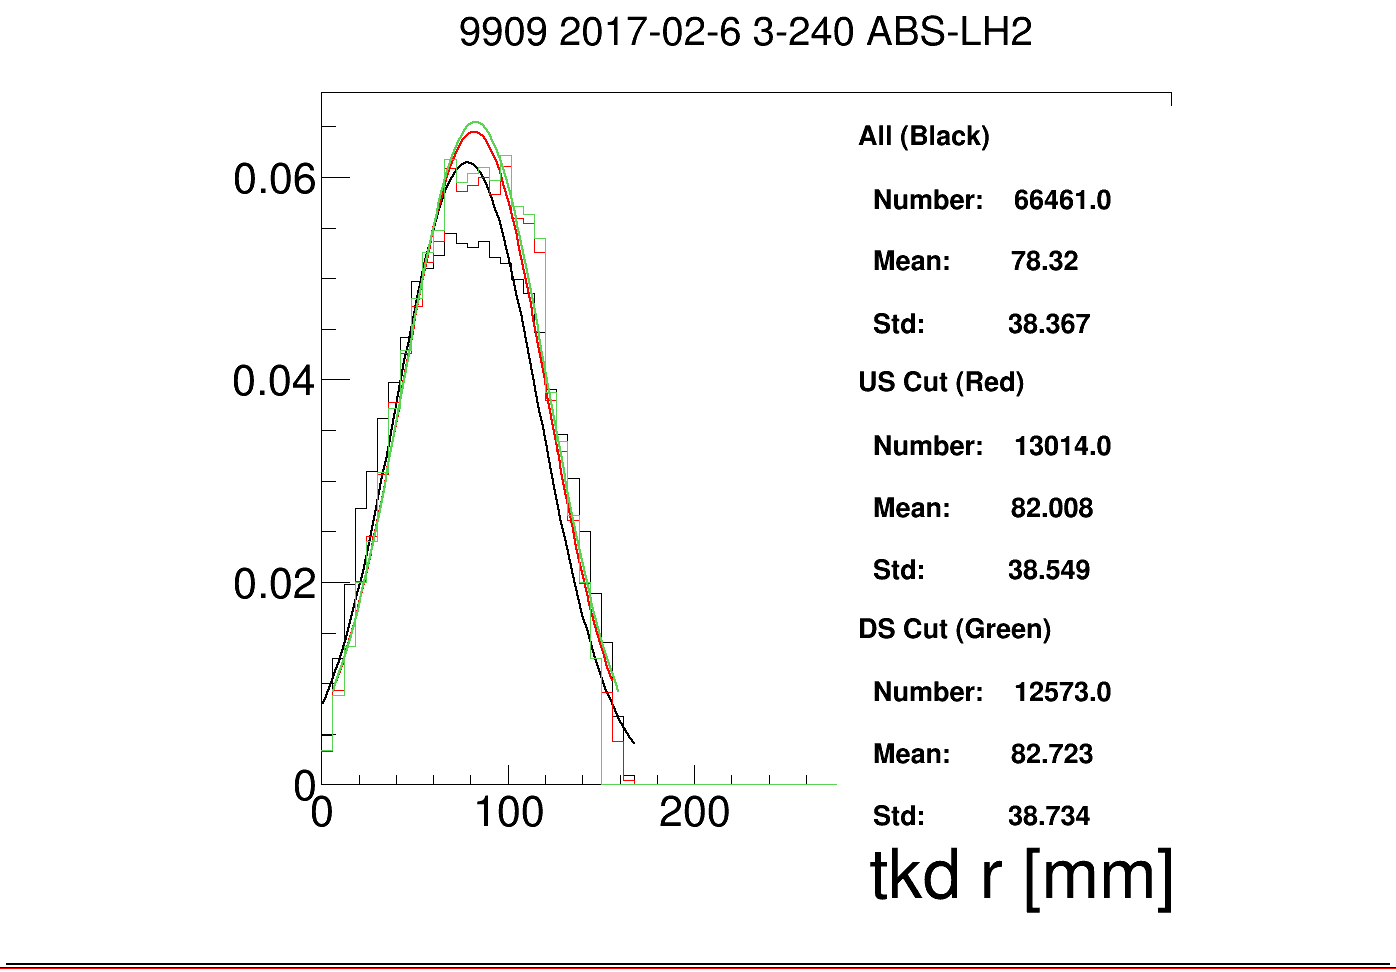 9909 2017-02-6 3-240 ABS-LH2
All (Black)
Number: 66461.0
Mean: 78.32
Std: 38.367
US Cut (Red)
Number: 13014.0
Mean: 82.008
Std: 38.549
DS Cut (Green)
Number: 12573.0
Mean: 82.723
Std: 38.734
0.06
0.04
0.02
0
0 100 200
tkd r [mm]